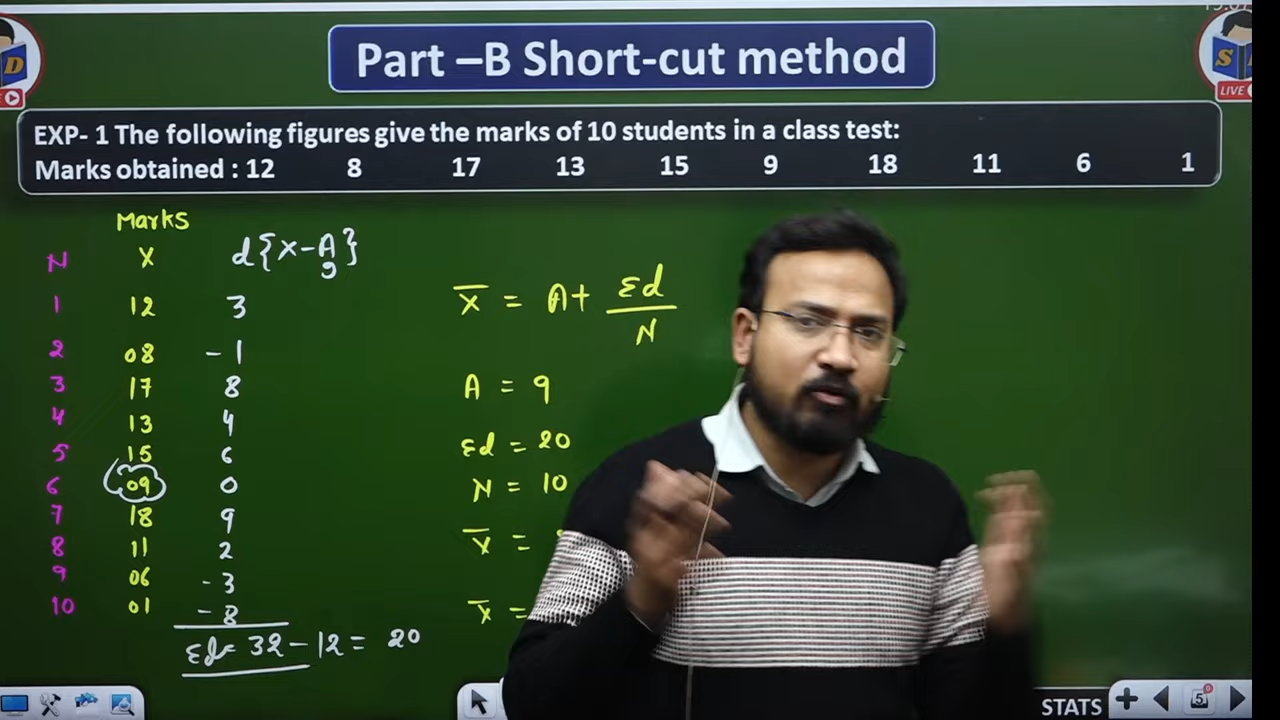 Part –B Short-cut method
EXP- 1 The following figures give the marks of 10 students in a class test:
Marks obtained : 12 8 17 13 15 9 18 11 6 1
Marks
N X d{X-A}
9
1 12 3
2 08 -1
3 17 8
4 13 4
5 15 6
6 09 0
7 18 9
8 11 2
9 06 -3
10 01 -8
Σd= 32-12= 20
X̄ = A+ Σd
N
A = 9
Σd = 20
N = 10
X̄ =
X̄ =
D
S
LIVE
STATS
5